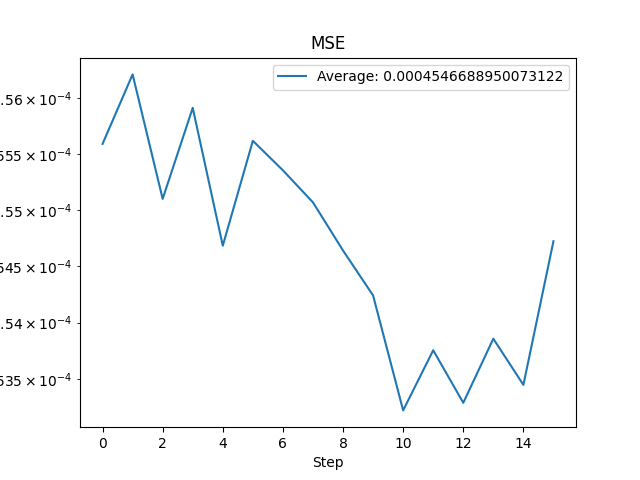 MSE
Average: 0.0004546688950073122
.56 × 10⁻⁴
555 × 10⁻⁴
.55 × 10⁻⁴
545 × 10⁻⁴
.54 × 10⁻⁴
535 × 10⁻⁴
0 2 4 6 8 10 12 14
Step